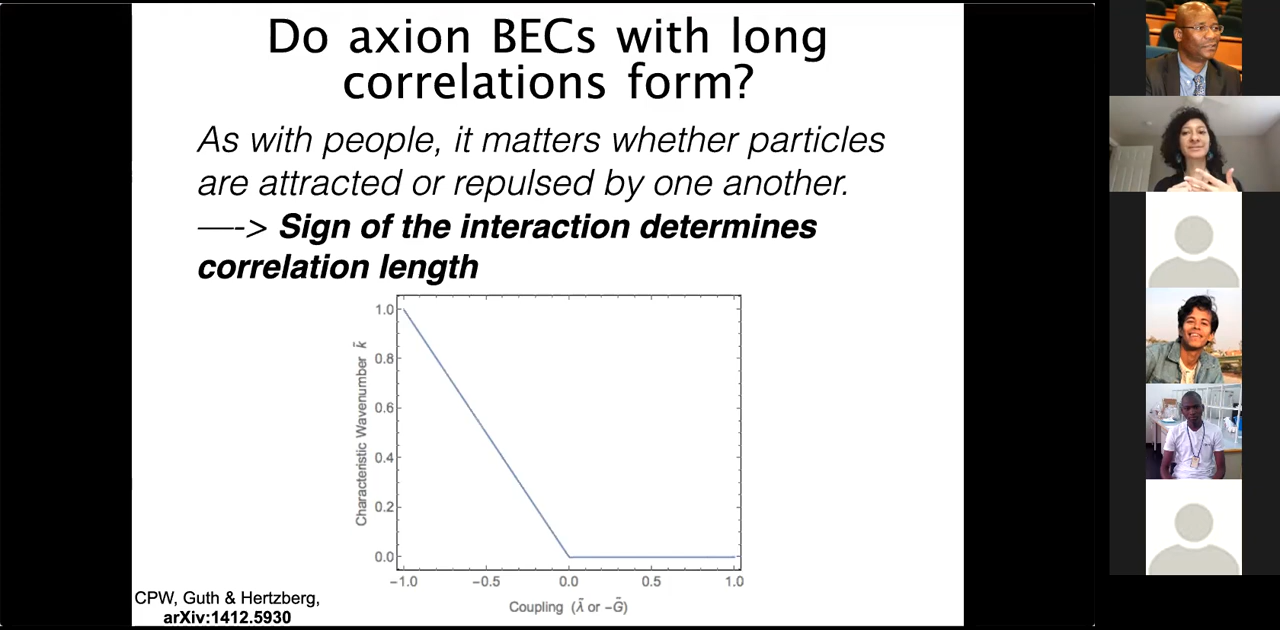 Do axion BECs with long
correlations form?
As with people, it matters whether particles
are attracted or repulsed by one another.
—-> Sign of the interaction determines
correlation length
1.0
0.8
0.6
0.4
0.2
0.0
Characteristic Wavenumber k̄
−1.0 −0.5 0.0 0.5 1.0
Coupling (λ̄ or −Ḡ)
CPW, Guth & Hertzberg,
arXiv:1412.5930